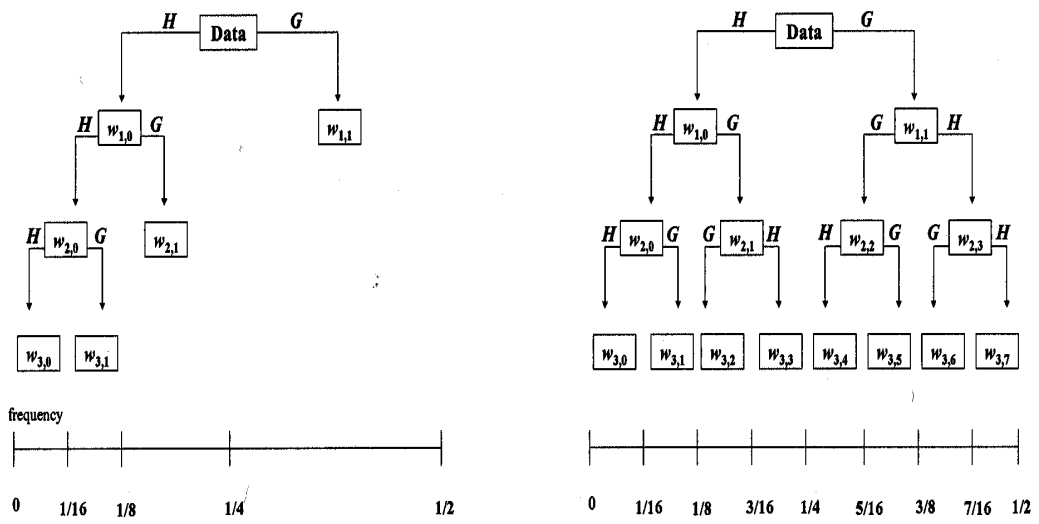 H Data G H Data G
H w1,0 G w1,1 H w1,0 G G w1,1 H
H w2,0 G w2,1 H w2,0 G G w2,1 H H w2,2 G G w2,3 H
w3,0 w3,1 w3,0 w3,1 w3,2 w3,3 w3,4 w3,5 w3,6 w3,7
frequency
0 1/16 1/8 1/4 1/2 0 1/16 1/8 3/16 1/4 5/16 3/8 7/16 1/2